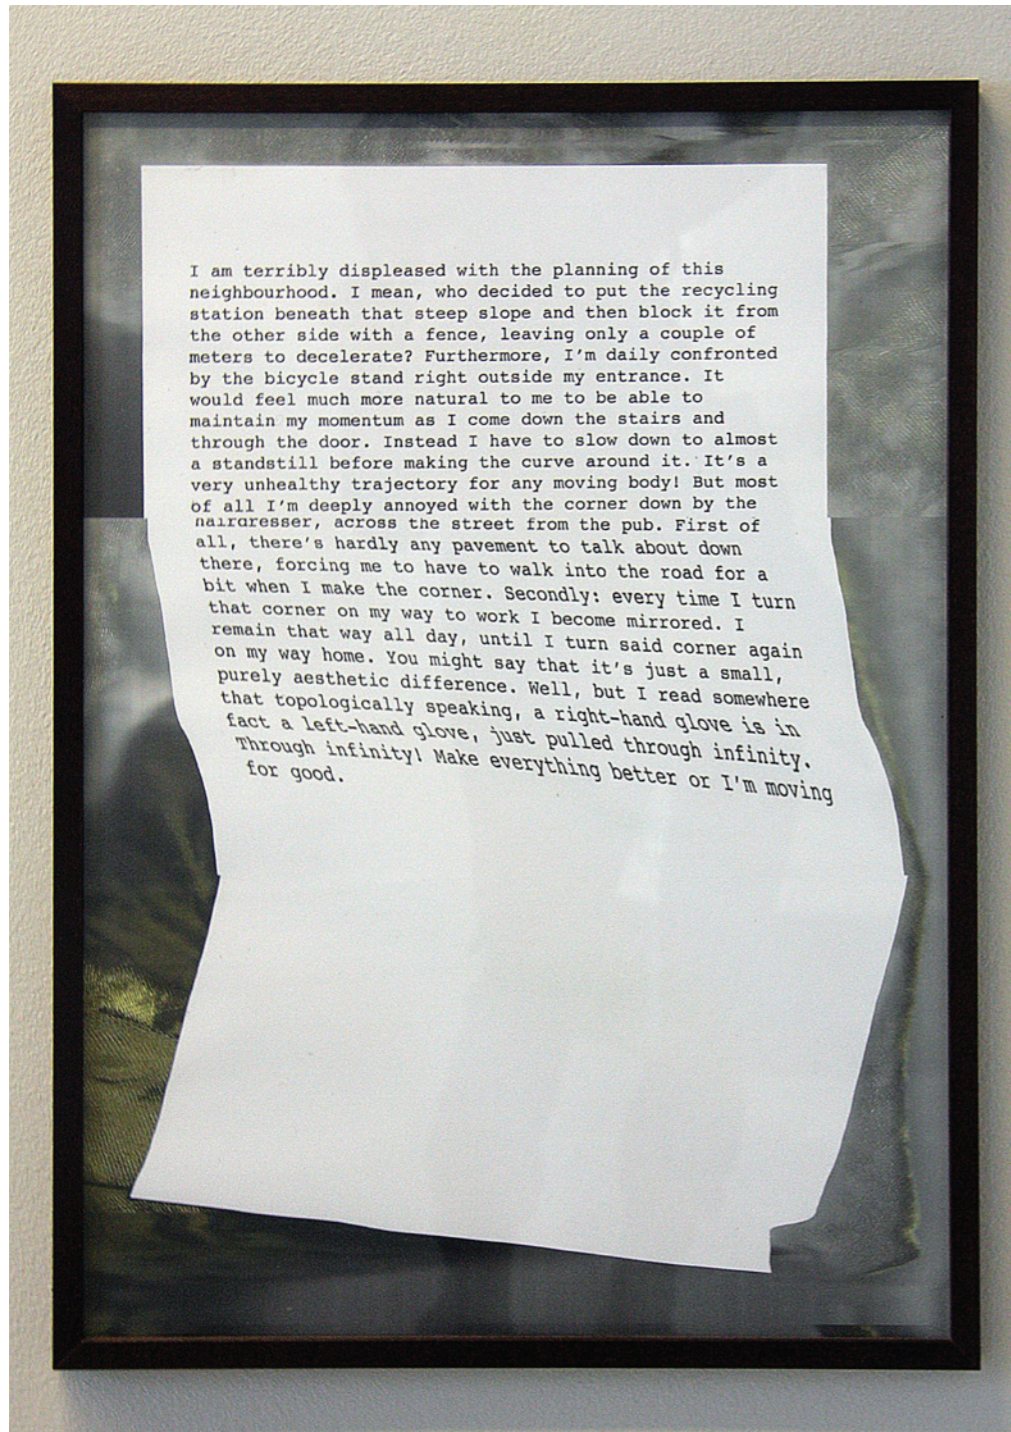 I am terribly displeased with the planning of this
neighbourhood. I mean, who decided to put the recycling
station beneath that steep slope and then block it from
the other side with a fence, leaving only a couple of
meters to decelerate? Furthermore, I'm daily confronted
by the bicycle stand right outside my entrance. It
would feel much more natural to me to be able to
maintain my momentum as I come down the stairs and
through the door. Instead I have to slow down to almost
a standstill before making the curve around it. It's a
very unhealthy trajectory for any moving body! But most
of all I'm deeply annoyed with the corner down by the
hairdresser, across the street from the pub. First of
all, there's hardly any pavement to talk about down
there, forcing me to have to walk into the road for a
bit when I make the corner. Secondly: every time I turn
that corner on my way to work I become mirrored. I
remain that way all day, until I turn said corner again
on my way home. You might say that it's just a small,
purely aesthetic difference. Well, but I read somewhere
that topologically speaking, a right-hand glove is in
fact a left-hand glove, just pulled through infinity.
Through infinity! Make everything better or I'm moving
for good.